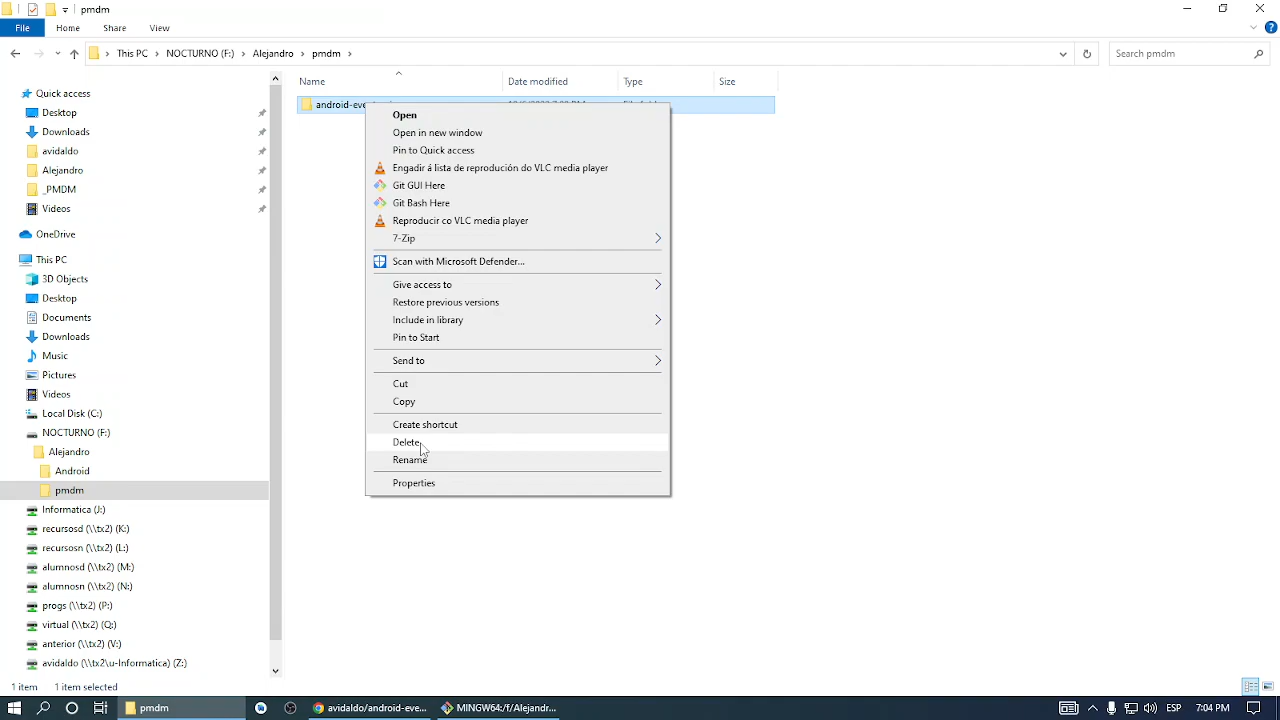 pmdm
File Home Share View
This PC NOCTURNO (F:) Alejandro pmdm
Search pmdm
Name Date modified Type Size
Quick access
Desktop
Downloads
avidaldo
Alejandro
_PMDM
Videos
OneDrive
This PC
3D Objects
Desktop
Documents
Downloads
Music
Pictures
Videos
Local Disk (C:)
NOCTURNO (F:)
Alejandro
Android
pmdm
Informatica (J:)
recursosd (\\tx2) (K:)
recursosn (\\tx2) (L:)
alumnosd (\\tx2) (M:)
alumnosn (\\tx2) (N:)
progs (\\tx2) (P:)
virtual (\\tx2) (Q:)
anterior (\\tx2) (V:)
avidaldo (\\tx2\u-Informatica) (Z:)
Open
Open in new window
Pin to Quick access
Engadir á lista de reprodución do VLC media player
Git GUI Here
Git Bash Here
Reproducir co VLC media player
7-Zip
Scan with Microsoft Defender...
Give access to
Restore previous versions
Include in library
Pin to Start
Send to
Cut
Copy
Create shortcut
Delete
Rename
Properties
1 item 1 item selected
pmdm
avidaldo/android-eve...
MINGW64:/f/Alejandr...
ESP
7:04 PM